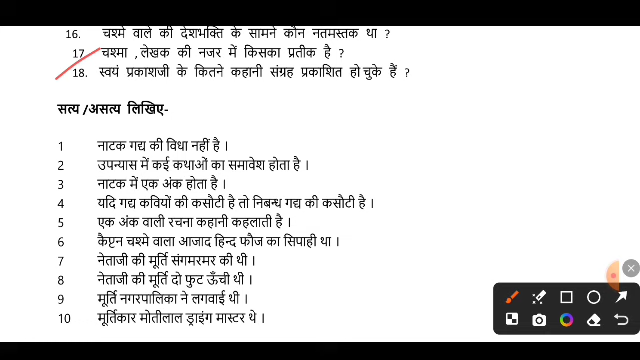 16. चश्मे वाले की देशभक्ति के सामने कौन नतमस्तक था ?
17. चश्मा , लेखक की नजर में किसका प्रतीक है ?
18. स्वयं प्रकाशजी के कितने कहानी संग्रह प्रकाशित हो चुके हैं ?
सत्य /असत्य लिखिए-
1 नाटक गद्य की विधा नहीं है ।
2 उपन्यास में कई कथाओं का समावेश होता है ।
3 नाटक में एक अंक होता है ।
4 यदि गद्य कवियों की कसौटी है तो निबन्ध गद्य की कसौटी है ।
5 एक अंक वाली रचना कहानी कहलाती है ।
6 कैप्टन चश्मे वाला आजाद हिन्द फौज का सिपाही था ।
7 नेताजी की मूर्ति संगमरमर की थी ।
8 नेताजी की मूर्ति दो फुट ऊँची थी ।
9 मूर्ति नगरपालिका ने लगवाई थी ।
10 मूर्तिकार मोतीलाल ड्राइंग मास्टर थे ।